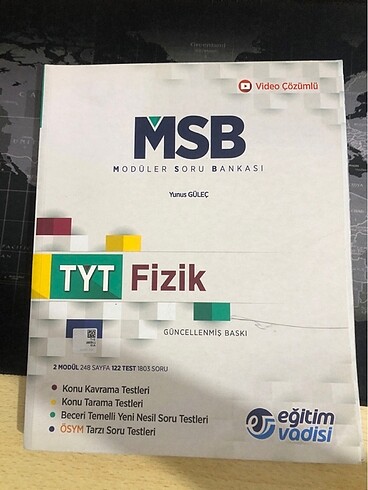 Video Çözümlü
MSB
MODÜLER SORU BANKASI
Yunus GÜLEÇ
TYT Fizik
GÜNCELLENMİŞ BASKI
2 MODÜL 248 SAYFA 122 TEST 1803 SORU
Konu Kavrama Testleri
Konu Tarama Testleri
Beceri Temelli Yeni Nesil Soru Testleri
ÖSYM Tarzı Soru Testleri
eğitim
vadisi